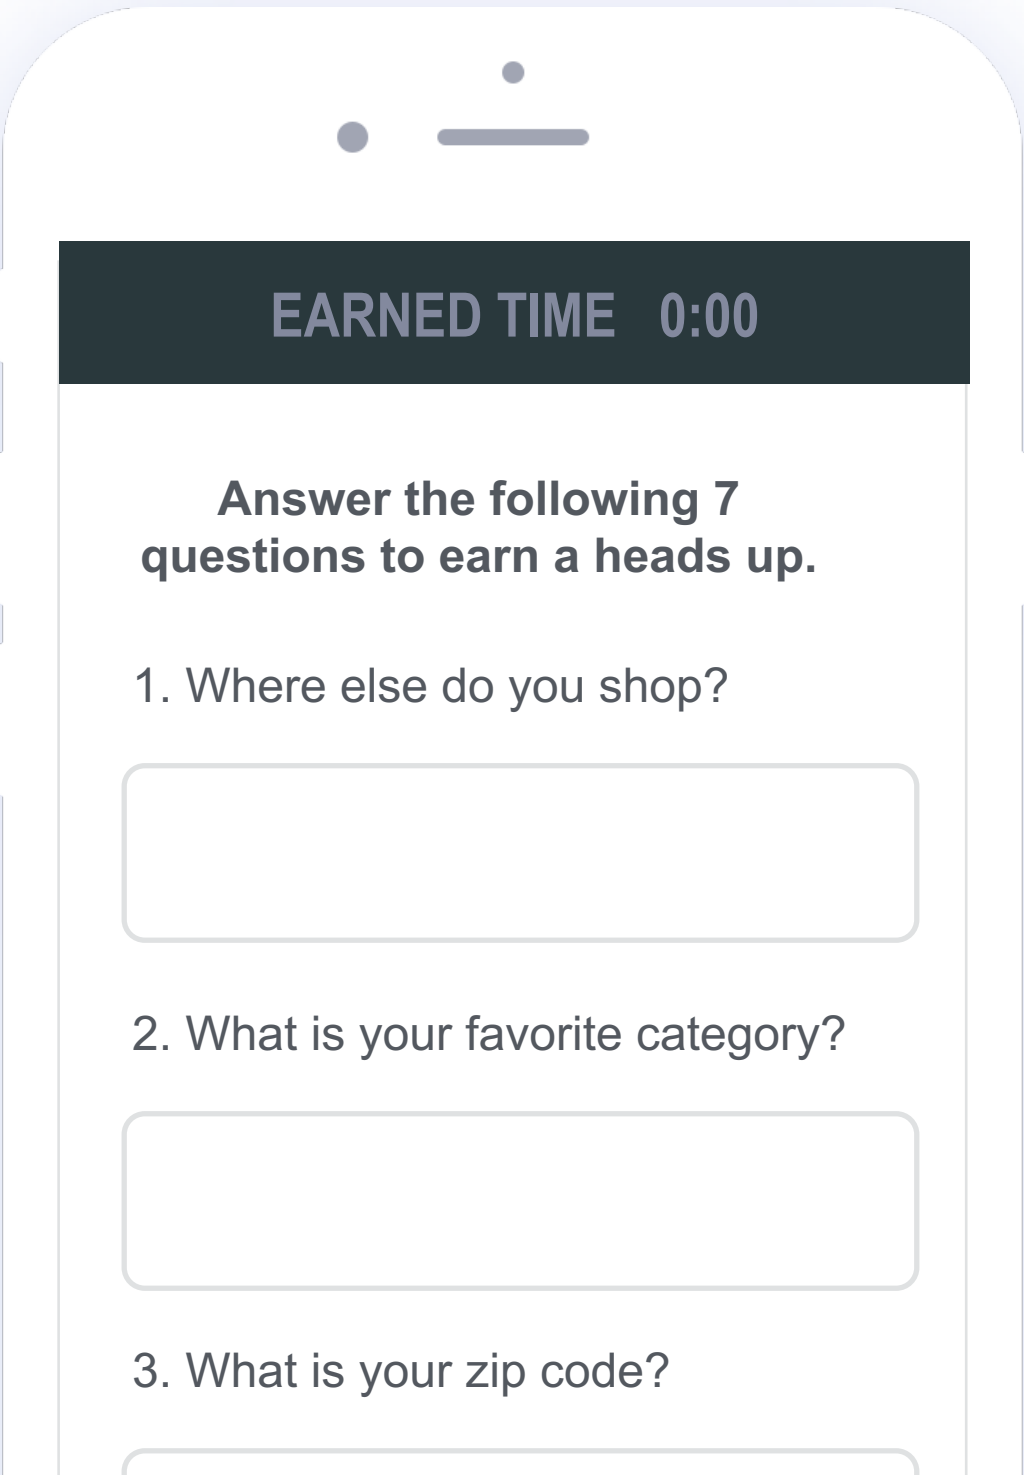 EARNED TIME 0:00
Answer the following 7
questions to earn a heads up.
1. Where else do you shop?
2. What is your favorite category?
3. What is your zip code?